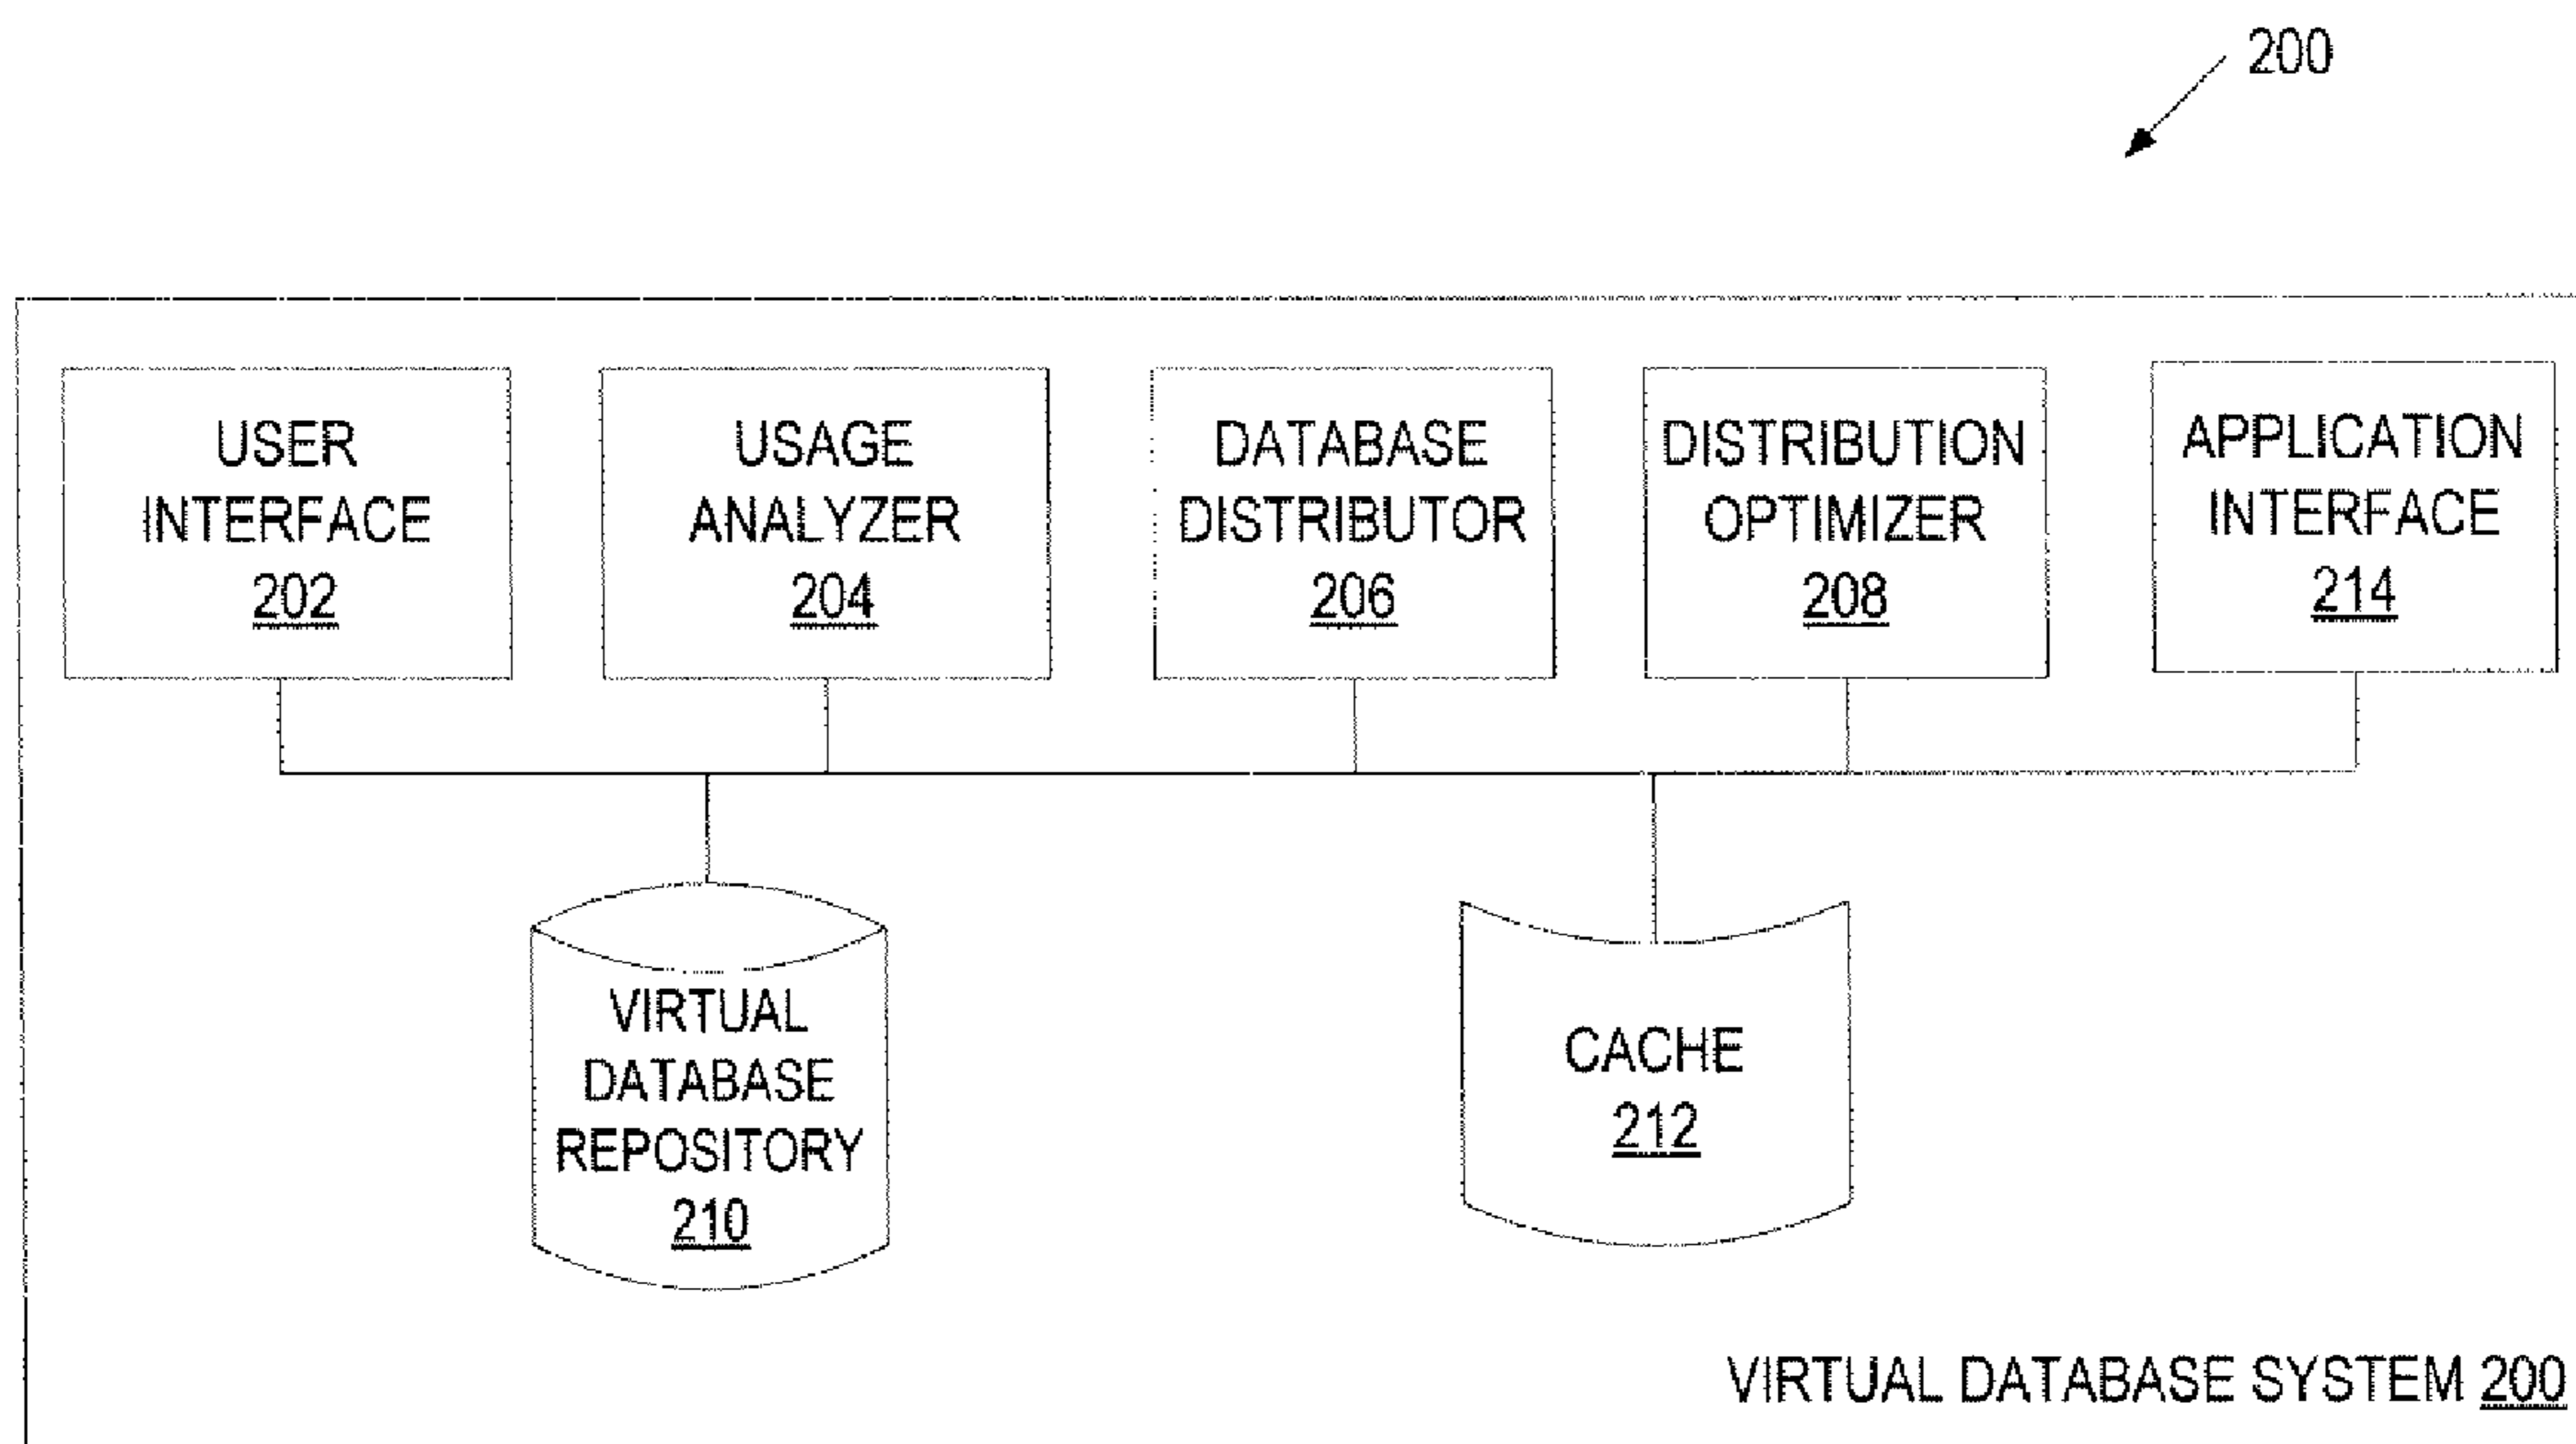 200
USER
INTERFACE
202
USAGE
ANALYZER
204
DATABASE
DISTRIBUTOR
206
DISTRIBUTION
OPTIMIZER
208
APPLICATION
INTERFACE
214
VIRTUAL
DATABASE
REPOSITORY
210
CACHE
212
VIRTUAL DATABASE SYSTEM 200